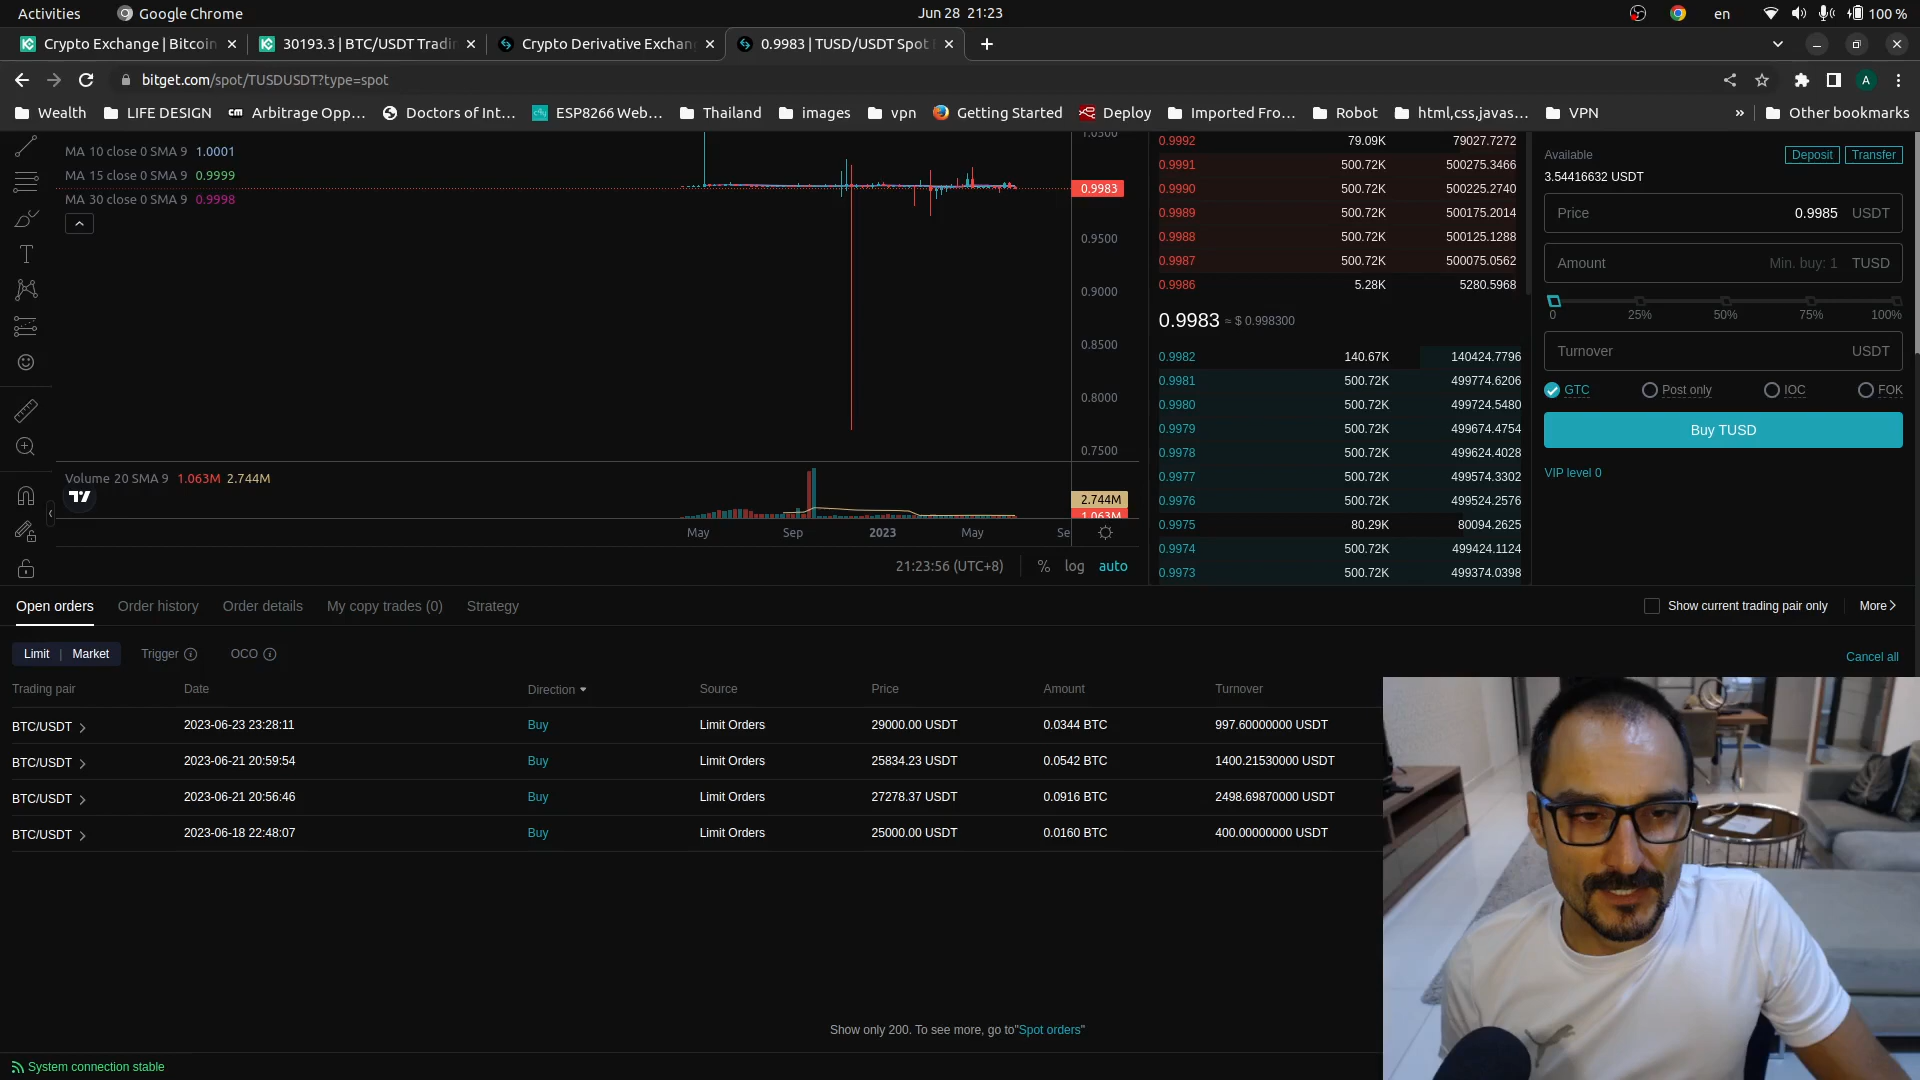 Activities
Google Chrome
Jun 28 21:23
en
100 %
Crypto Exchange | Bitcoin
30193.3 | BTC/USDT Tradi
Crypto Derivative Exchan
0.9983 | TUSD/USDT Spot
bitget.com/spot/TUSDUSDT?type=spot
A
Wealth
LIFE DESIGN
cm Arbitrage Opp...
Doctors of Int...
ESP8266 Web...
Thailand
images
vpn
Getting Started
Deploy
Imported Fro...
Robot
html,css,javas...
VPN
»
Other bookmarks
MA 10 close 0 SMA 9 1.0001
MA 15 close 0 SMA 9 0.9999
MA 30 close 0 SMA 9 0.9998
1.0500
0.9983
0.9500
0.9000
0.8500
0.8000
0.7500
Volume 20 SMA 9 1.063M 2.744M
2.744M
1.063M
May
Sep
2023
May
Se
21:23:56 (UTC+8)
%
log
auto
0.9992 79.09K 79027.7272
0.9991 500.72K 500275.3466
0.9990 500.72K 500225.2740
0.9989 500.72K 500175.2014
0.9988 500.72K 500125.1288
0.9987 500.72K 500075.0562
0.9986 5.28K 5280.5968
0.9983 ≈ $ 0.998300
0.9982 140.67K 140424.7796
0.9981 500.72K 499774.6206
0.9980 500.72K 499724.5480
0.9979 500.72K 499674.4754
0.9978 500.72K 499624.4028
0.9977 500.72K 499574.3302
0.9976 500.72K 499524.2576
0.9975 80.29K 80094.2625
0.9974 500.72K 499424.1124
0.9973 500.72K 499374.0398
Available
Deposit
Transfer
3.54416632 USDT
Price 0.9985 USDT
Amount Min. buy: 1 TUSD
0 25% 50% 75% 100%
Turnover USDT
GTC Post only IOC FOK
Buy TUSD
VIP level 0
Open orders
Order history
Order details
My copy trades (0)
Strategy
Show current trading pair only
More
Limit | Market
Trigger
OCO
Cancel all
Trading pair Date Direction Source Price Amount Turnover
BTC/USDT 2023-06-23 23:28:11 Buy Limit Orders 29000.00 USDT 0.0344 BTC 997.60000000 USDT
BTC/USDT 2023-06-21 20:59:54 Buy Limit Orders 25834.23 USDT 0.0542 BTC 1400.21530000 USDT
BTC/USDT 2023-06-21 20:56:46 Buy Limit Orders 27278.37 USDT 0.0916 BTC 2498.69870000 USDT
BTC/USDT 2023-06-18 22:48:07 Buy Limit Orders 25000.00 USDT 0.0160 BTC 400.00000000 USDT
Show only 200. To see more, go to"Spot orders"
System connection stable